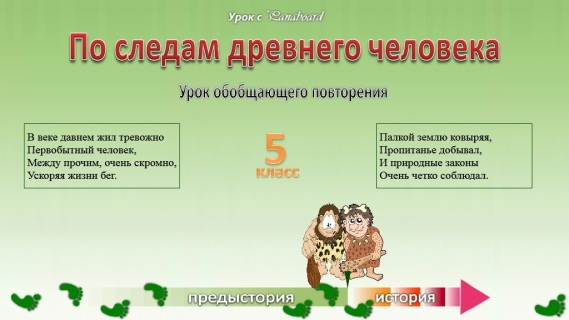 Урок с Panaboard
По следам древнего человека
Урок обобщающего повторения
В веке давнем жил тревожно
Первобытный человек,
Между прочим, очень скромно,
Ускоряя жизни бег.
5
класс
Палкой землю ковыряя,
Пропитанье добывал,
И природные законы
Очень четко соблюдал.
предыстория
история